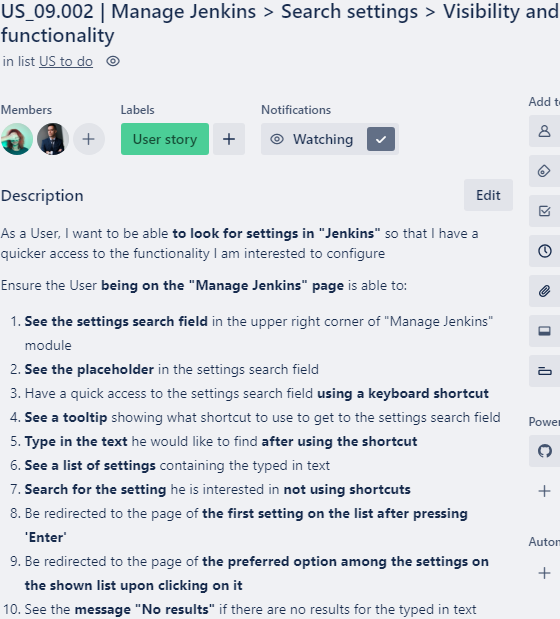 US_09.002 | Manage Jenkins > Search settings > Visibility and
functionality
in list US to do
Members
Labels
Notifications
Add to
User story
Watching
Description
Edit
As a User, I want to be able to look for settings in "Jenkins" so that I have a
quicker access to the functionality I am interested to configure
Ensure the User being on the "Manage Jenkins" page is able to:
1. See the settings search field in the upper right corner of "Manage Jenkins"
module
2. See the placeholder in the settings search field
3. Have a quick access to the settings search field using a keyboard shortcut
4. See a tooltip showing what shortcut to use to get to the settings search field
5. Type in the text he would like to find after using the shortcut
6. See a list of settings containing the typed in text
7. Search for the setting he is interested in not using shortcuts
8. Be redirected to the page of the first setting on the list after pressing
'Enter'
9. Be redirected to the page of the preferred option among the settings on
the shown list upon clicking on it
10. See the message "No results" if there are no results for the typed in text
Power
Autom